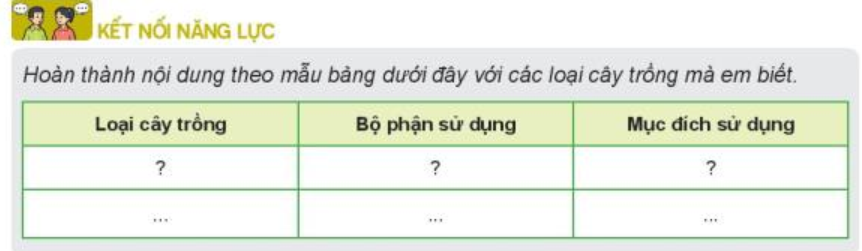 KẾT NỐI NĂNG LỰC
Hoàn thành nội dung theo mẫu bảng dưới đây với các loại cây trồng mà em biết.
Loại cây trồng Bộ phận sử dụng Mục đích sử dụng
? ? ?
... ... ...